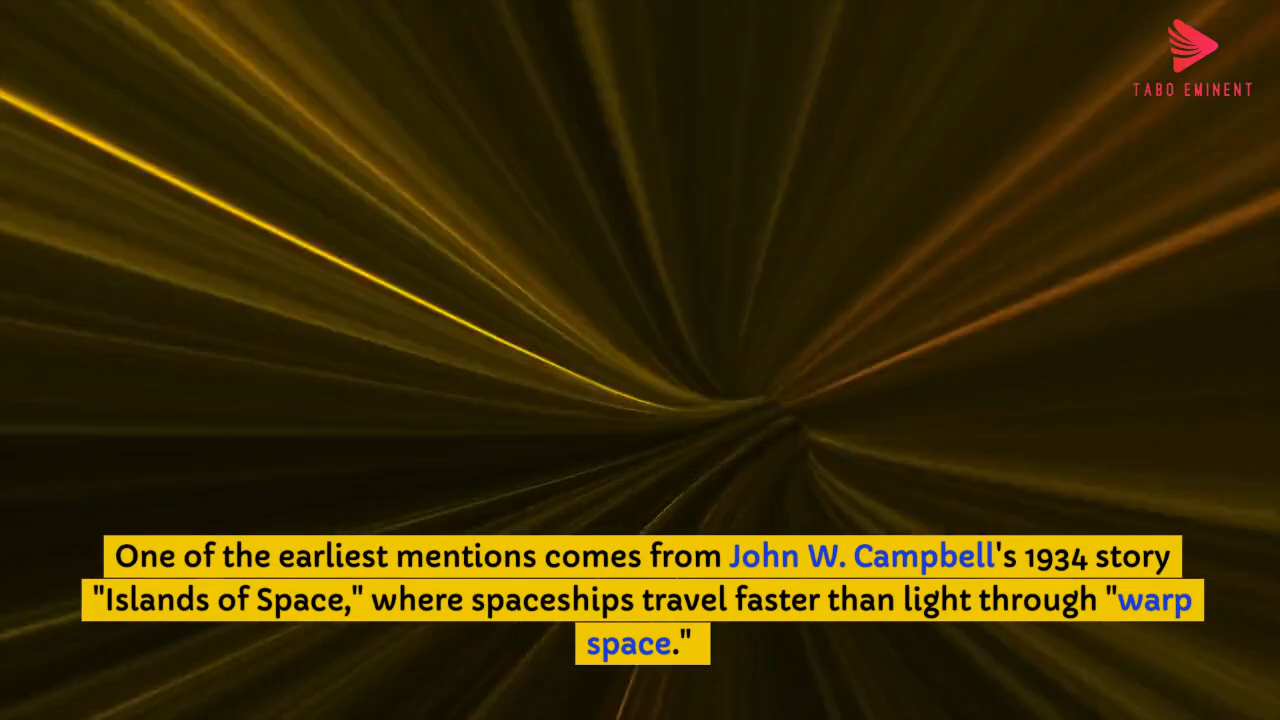 TABO EMINENT
One of the earliest mentions comes from John W. Campbell's 1934 story
"Islands of Space," where spaceships travel faster than light through "warp
space."